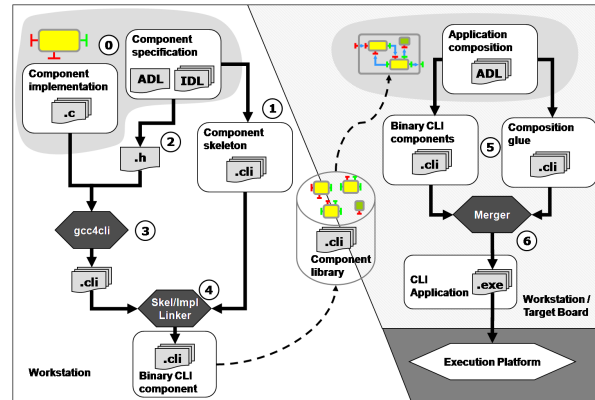 0
Component
specification
ADL
IDL
Component
implementation
.c
1
2
.h
Component
skeleton
.cli
gcc4cli
3
.cli
4
Skel/Impl
Linker
.cli
Binary CLI
component
Workstation
.cli
Component
library
Application
composition
ADL
Binary CLI
components
.cli
5
Composition
glue
.cli
Merger
6
CLI
Application
.exe
Workstation /
Target Board
Execution Platform